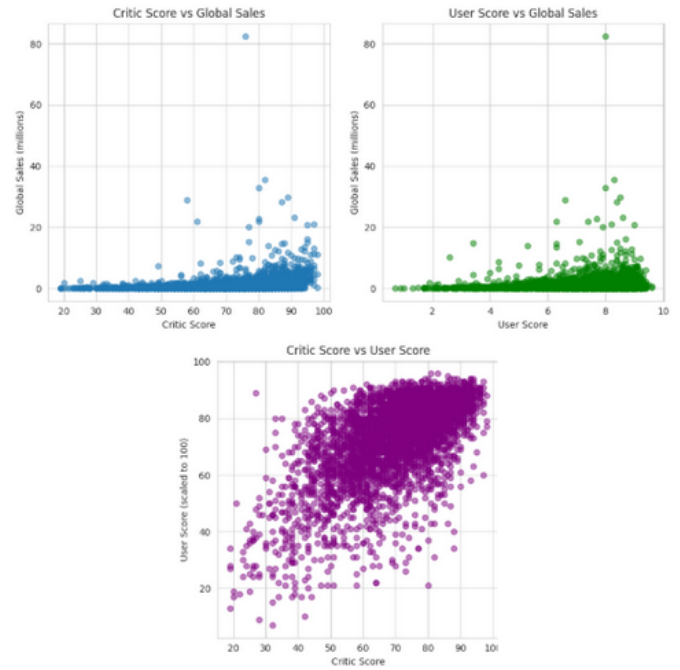 Critic Score vs Global Sales
Global Sales (millions)
80
60
40
20
0
20 30 40 50 60 70 80 90 100
Critic Score
User Score vs Global Sales
Global Sales (millions)
80
60
40
20
0
2 4 6 8 10
User Score
Critic Score vs User Score
User Score (scaled to 100)
100
80
60
40
20
20 30 40 50 60 70 80 90 10
Critic Score